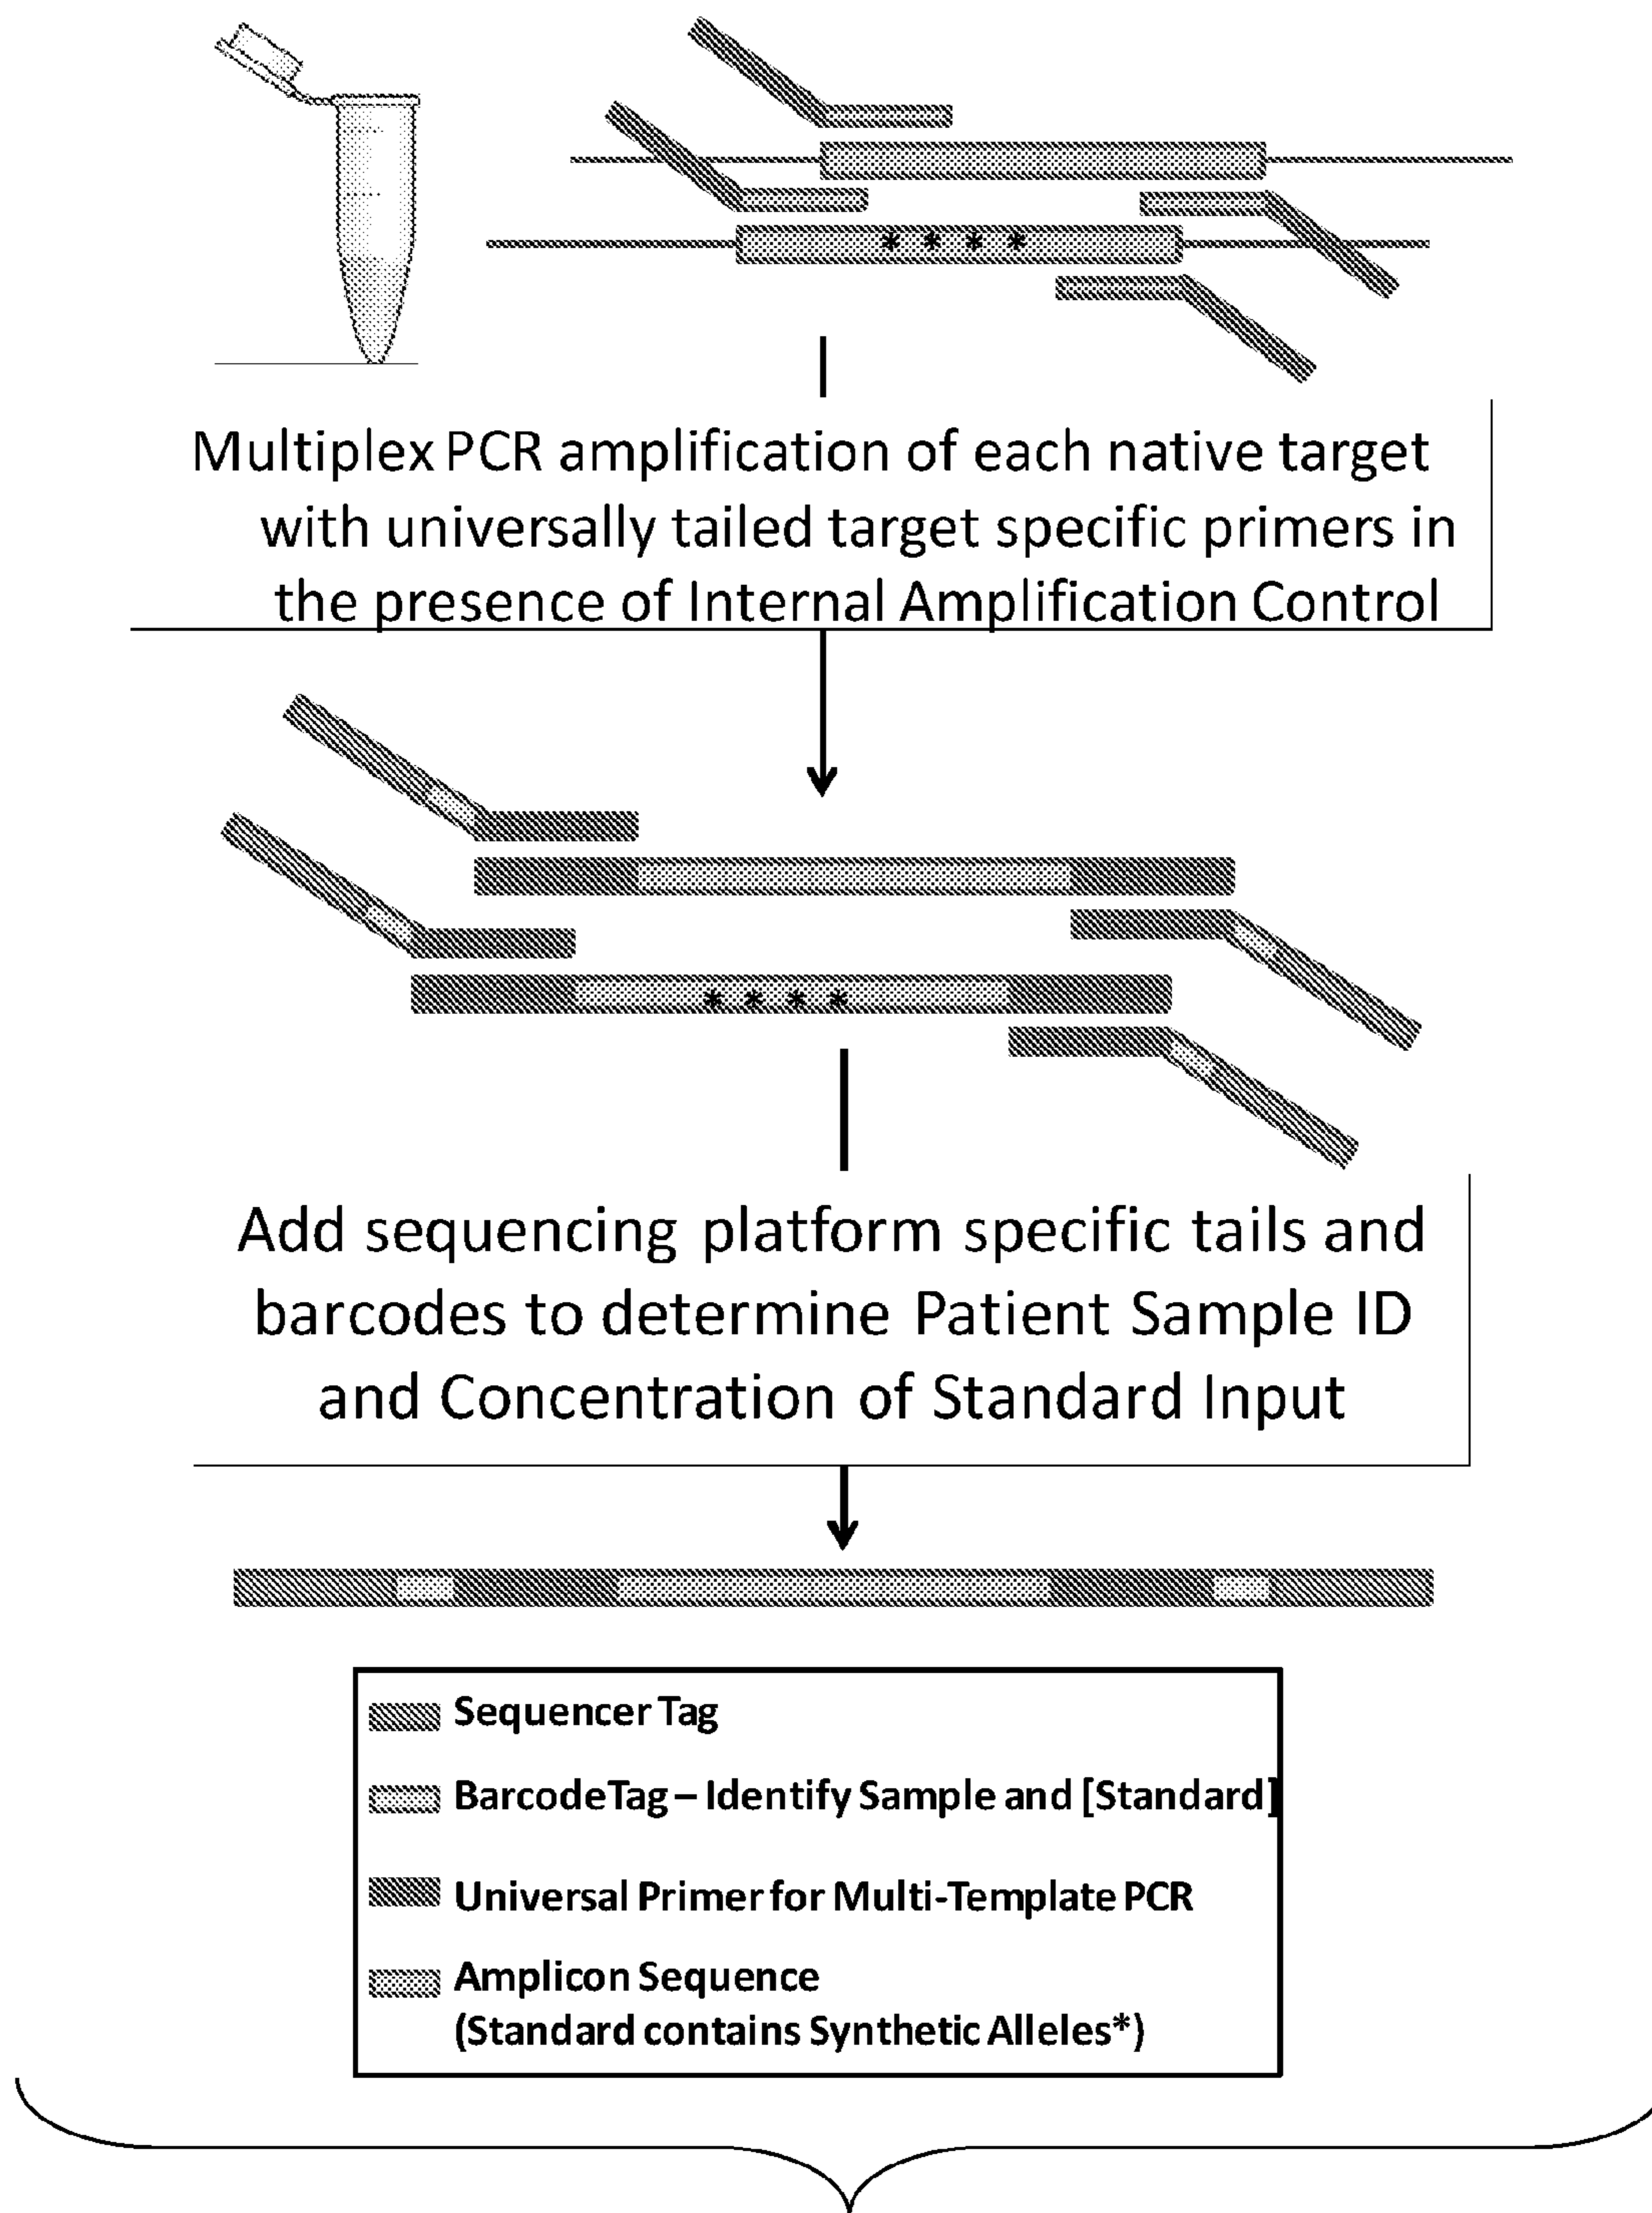 * * * *
Multiplex PCR amplification of each native target
with universally tailed target specific primers in
the presence of Internal Amplification Control
* * * *
Add sequencing platform specific tails and
barcodes to determine Patient Sample ID
and Concentration of Standard Input
Sequencer Tag
BarcodeTag – Identify Sample and [Standard]
Universal Primer for Multi-Template PCR
Amplicon Sequence
(Standard contains Synthetic Alleles*)